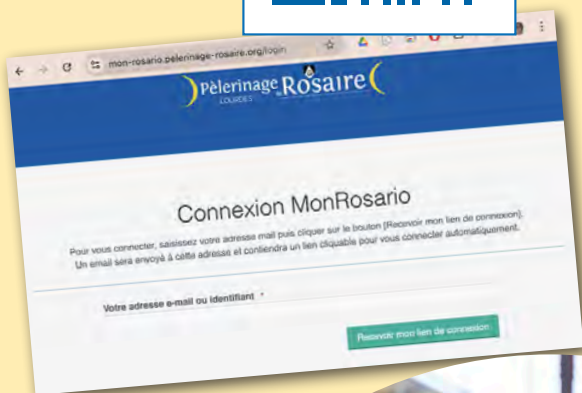 mon-rosario.pelerinage-rosaire.org/login
Pèlerinage Rosaire
LOURDES
Connexion MonRosario
Pour vous connecter, saisissez votre adresse mail puis cliquer sur le bouton [Recevoir mon lien de connexion].
Un email sera envoyé à cette adresse et contiendra un lien cliquable pour vous connecter automatiquement.
Votre adresse e-mail ou identifiant *
Recevoir mon lien de connexion